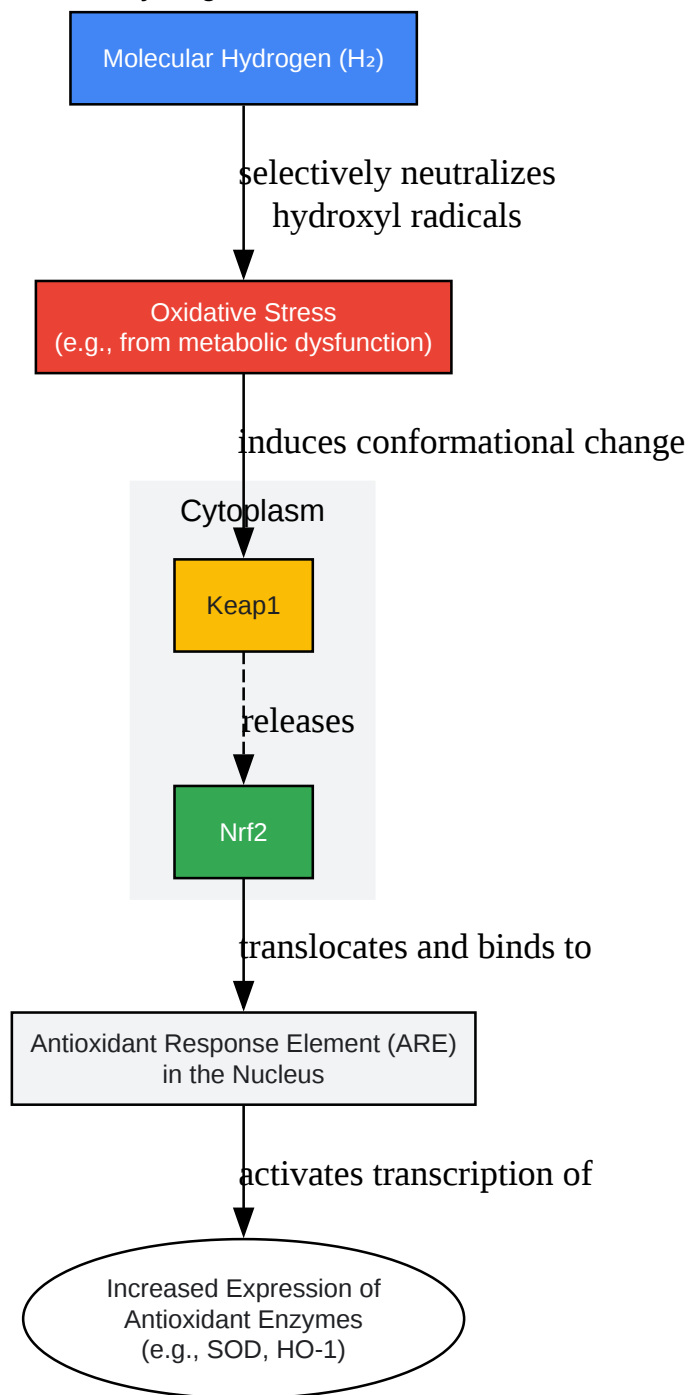 Molecular Hydrogen (H₂)
selectively neutralizes
hydroxyl radicals
Oxidative Stress
(e.g., from metabolic dysfunction)
induces conformational change
Cytoplasm
Keap1
releases
Nrf2
translocates and binds to
Antioxidant Response Element (ARE)
in the Nucleus
activates transcription of
Increased Expression of
Antioxidant Enzymes
(e.g., SOD, HO-1)